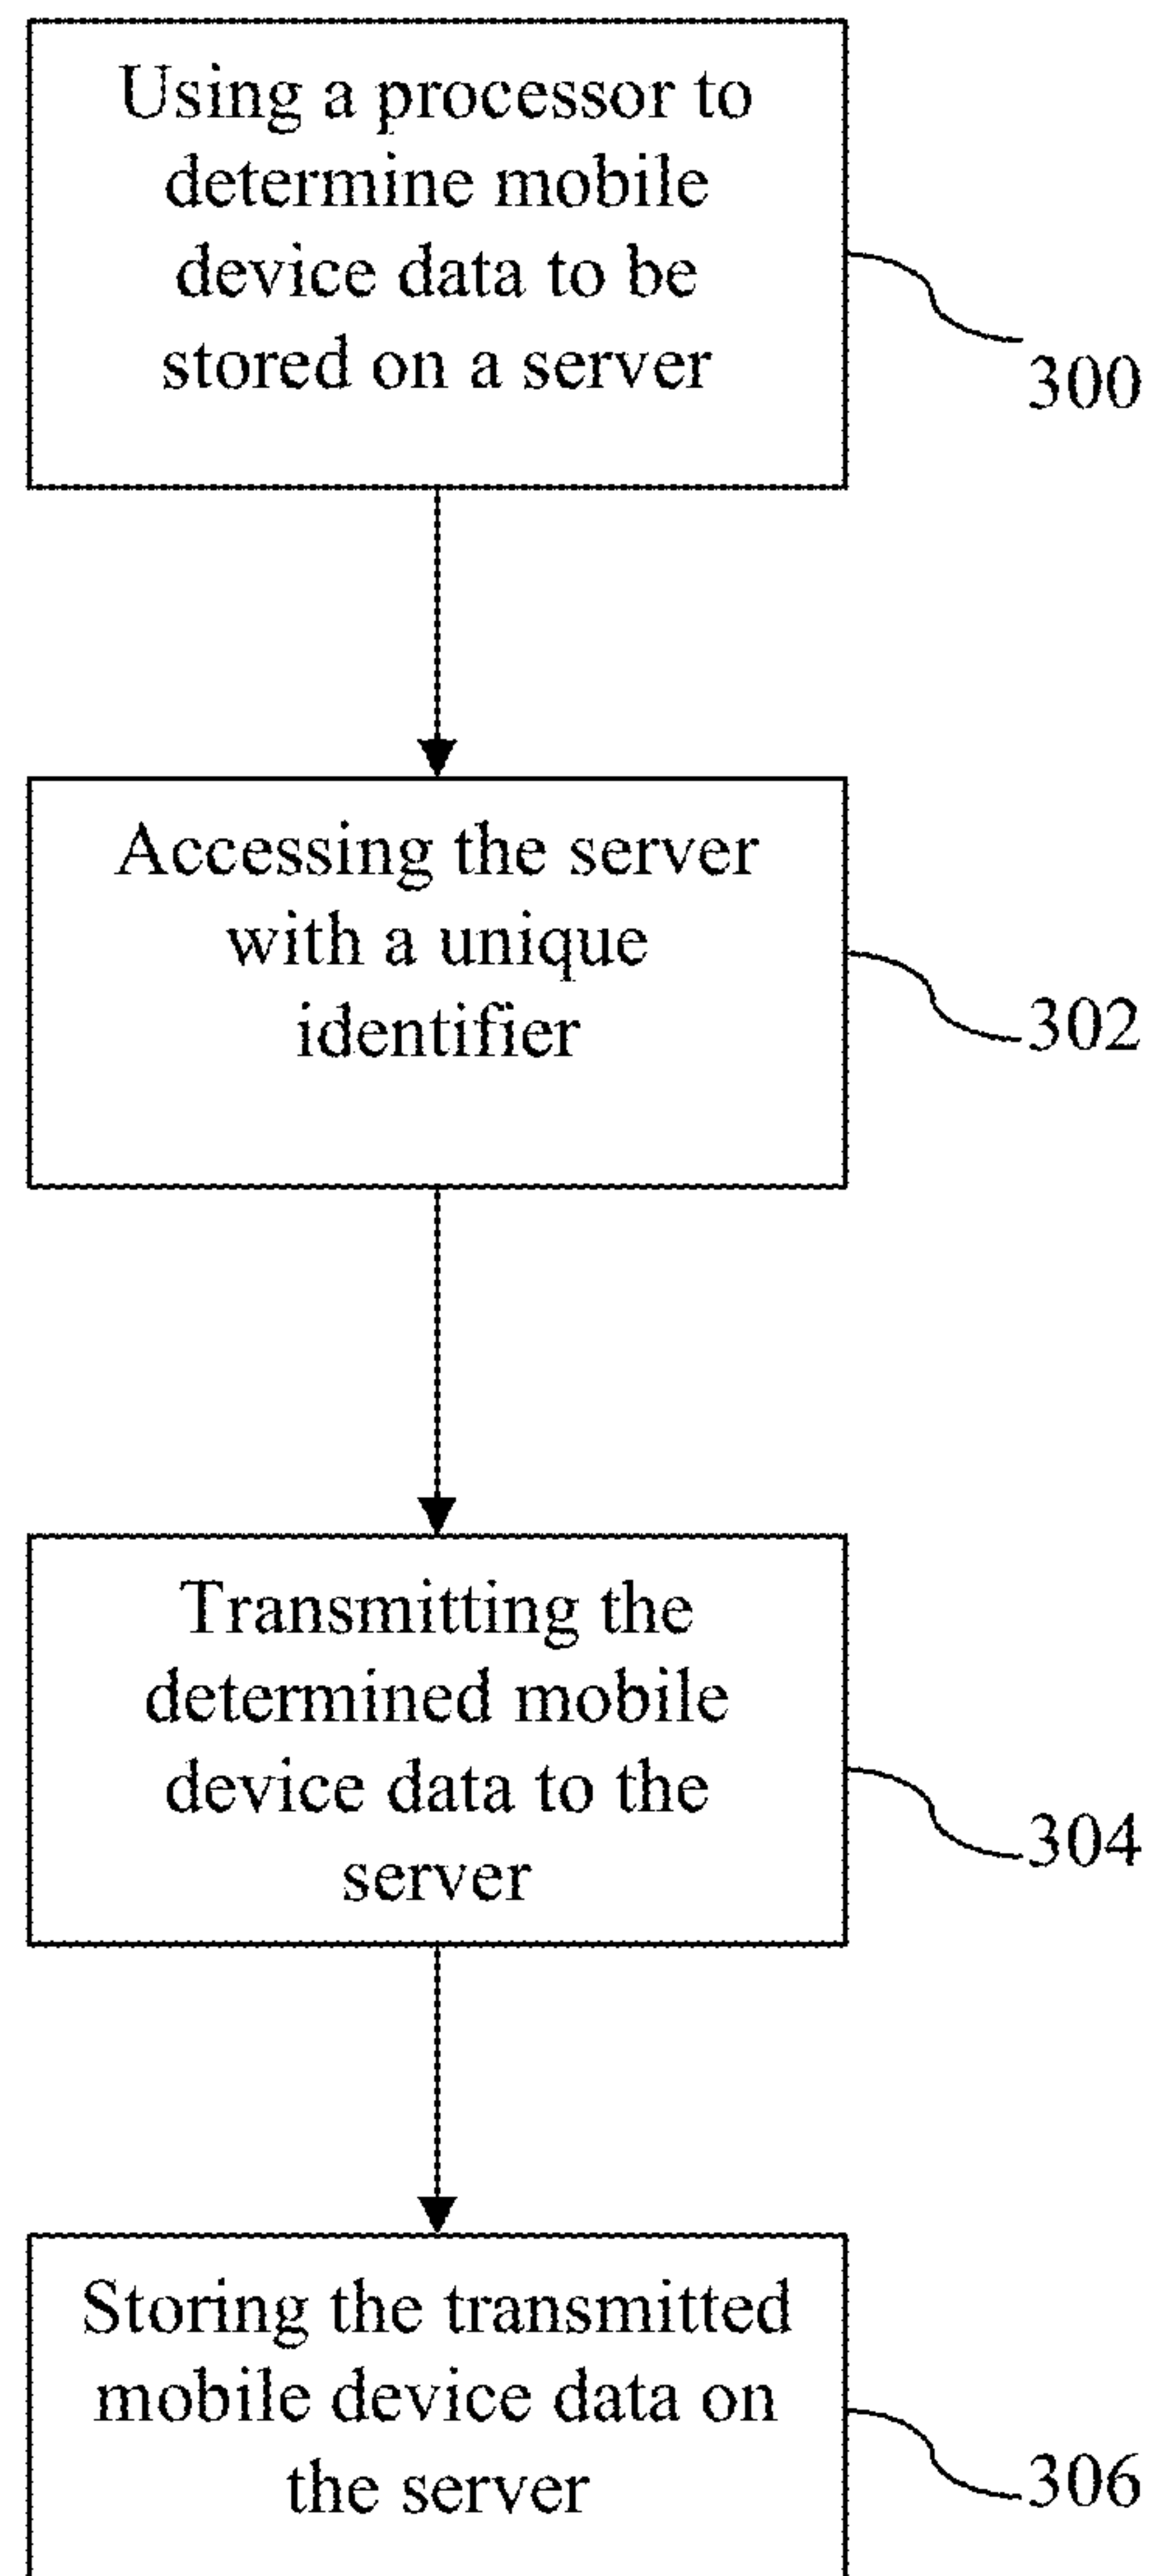 Using a processor to
determine mobile
device data to be
stored on a server
300
Accessing the server
with a unique
identifier
302
Transmitting the
determined mobile
device data to the
server
304
Storing the transmitted
mobile device data on
the server
306